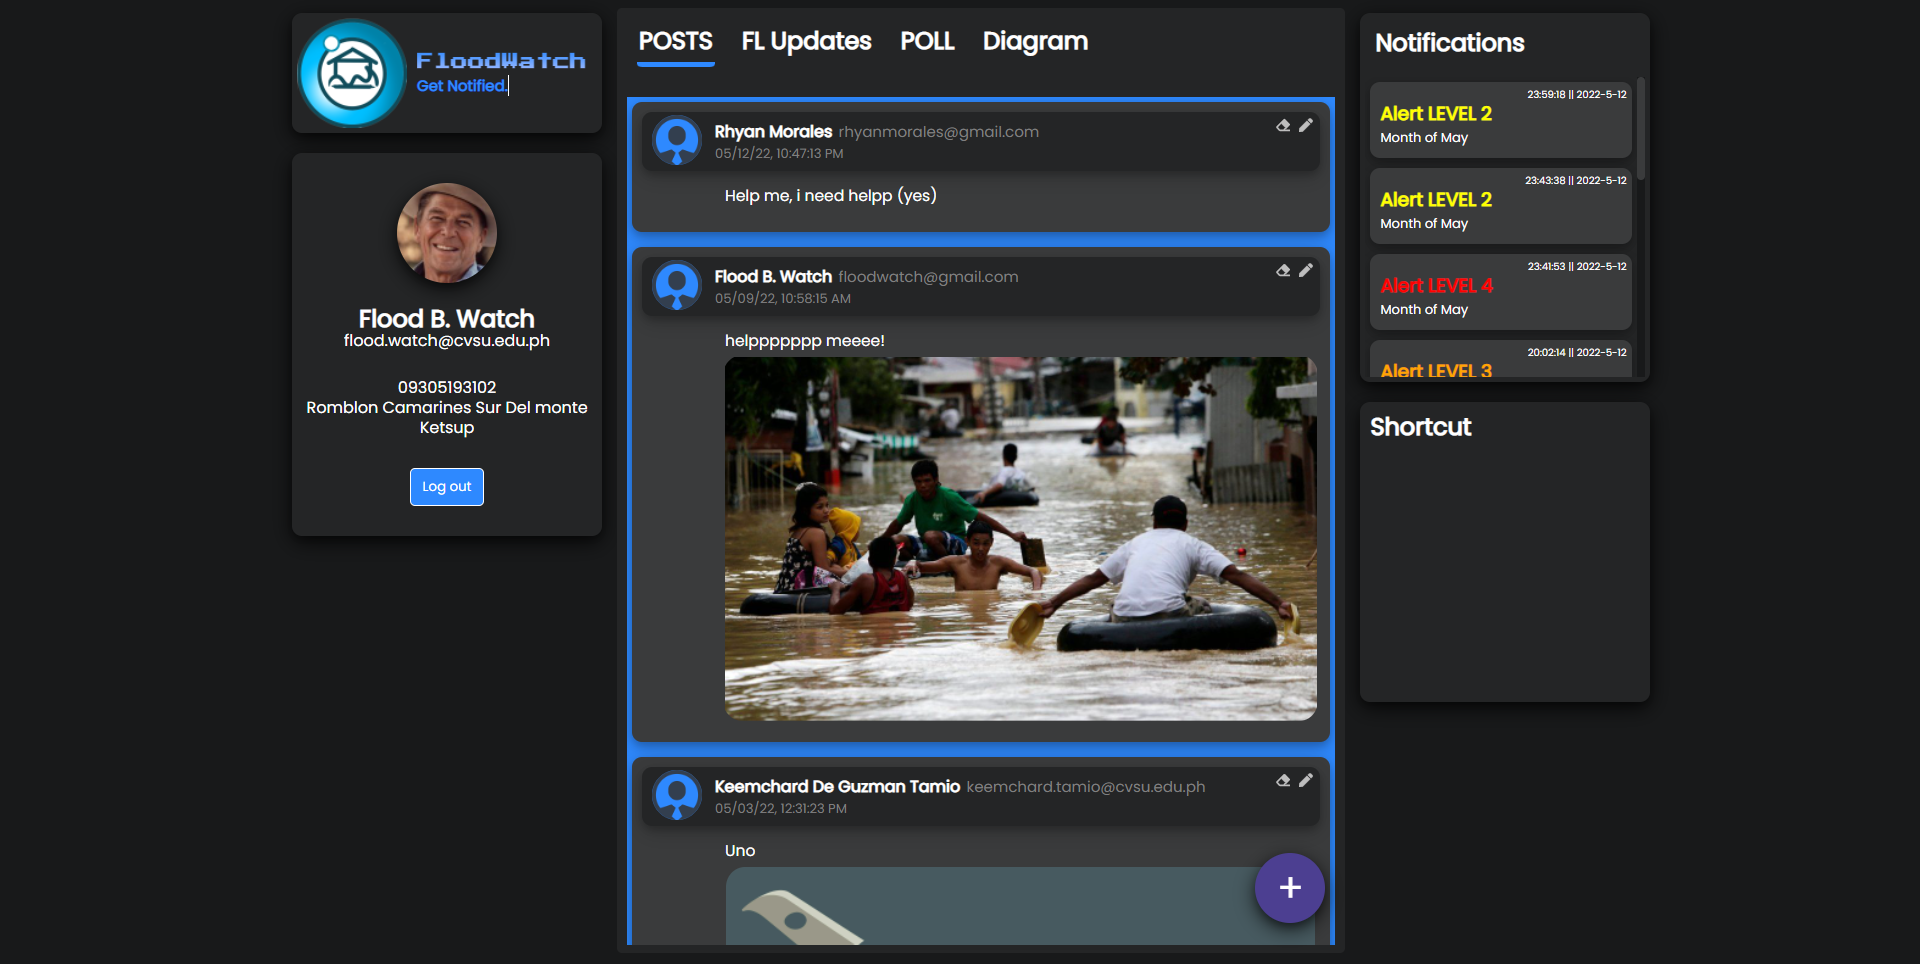 FloodWatch
Get Notified.
Flood B. Watch
flood.watch@cvsu.edu.ph
09305193102
Romblon Camarines Sur Del monte
Ketsup
Log out
POSTS FL Updates POLL Diagram
Rhyan Morales rhyanmorales@gmail.com
05/12/22, 10:47:13 PM
Help me, i need helpp (yes)
Flood B. Watch floodwatch@gmail.com
05/09/22, 10:58:15 AM
helppppppp meeee!
Keemchard De Guzman Tamio keemchard.tamio@cvsu.edu.ph
05/03/22, 12:31:23 PM
Uno
+
Notifications
23:59:18 || 2022-5-12
Alert LEVEL 2
Month of May
23:43:38 || 2022-5-12
Alert LEVEL 2
Month of May
23:41:53 || 2022-5-12
Alert LEVEL 4
Month of May
20:02:14 || 2022-5-12
Alert LEVEL 3
Shortcut